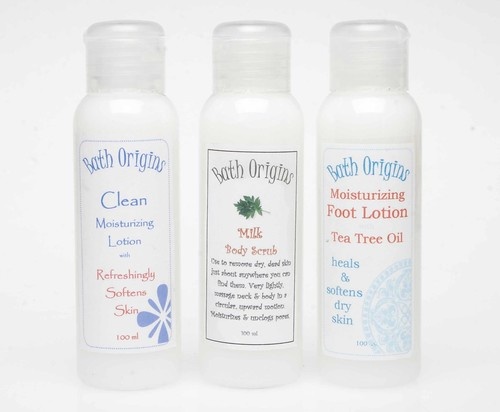 Bath Origins
Clean
Moisturizing
Lotion
with
Refreshingly
Softens
Skin
100 ml
Bath Origins
Milk
Body Scrub
Use to remove dry, dead skin
just about anywhere you can
find them. Very lightly,
massage neck & body in a
circular, upward motion.
Moisturizes & unclogs pores.
100 ml
Bath Origins
Moisturizing
Foot Lotion
Tea Tree Oil
heals
&
softens
dry
skin
100